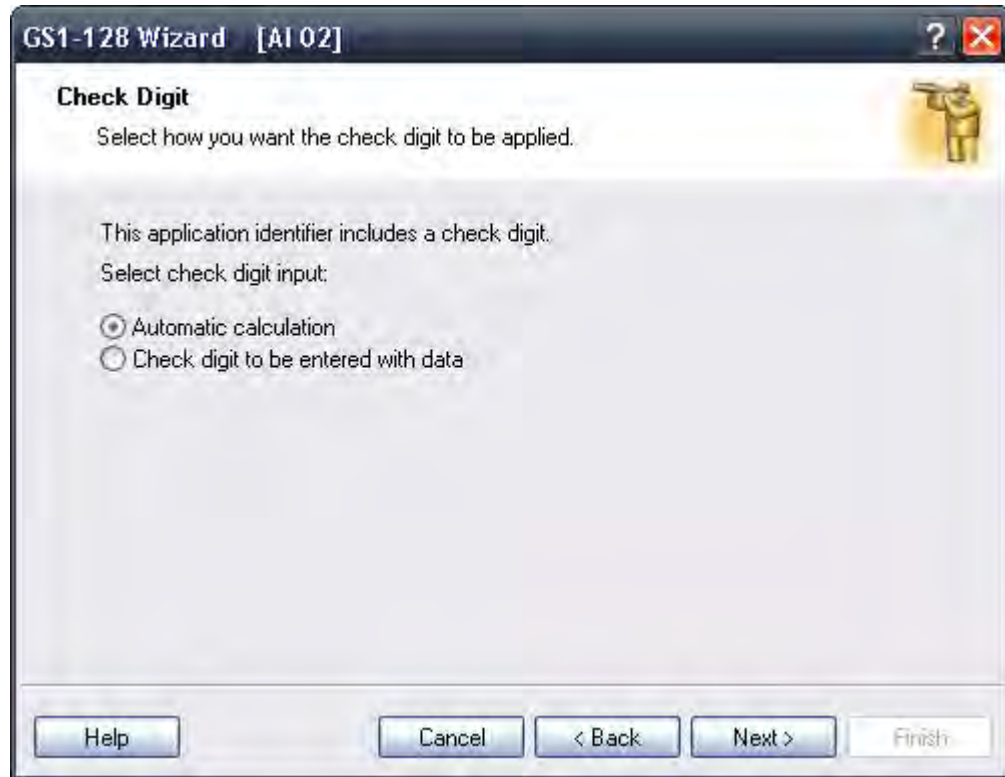 GS1-128 Wizard [AI 02]
?
Check Digit
Select how you want the check digit to be applied.
This application identifier includes a check digit.
Select check digit input:
Automatic calculation
Check digit to be entered with data
Help Cancel < Back Next > Finish